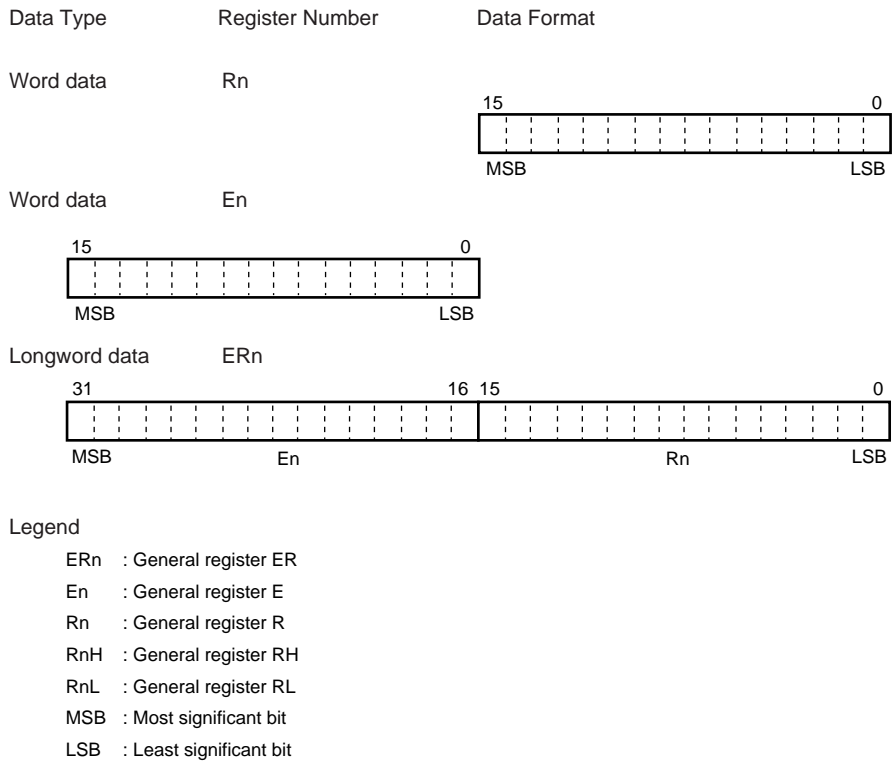 Data Type Register Number Data Format
Word data Rn
15 0
MSB LSB
Word data En
15 0
MSB LSB
Longword data ERn
31 16 15 0
MSB En Rn LSB
Legend
ERn : General register ER
En : General register E
Rn : General register R
RnH : General register RH
RnL : General register RL
MSB : Most significant bit
LSB : Least significant bit